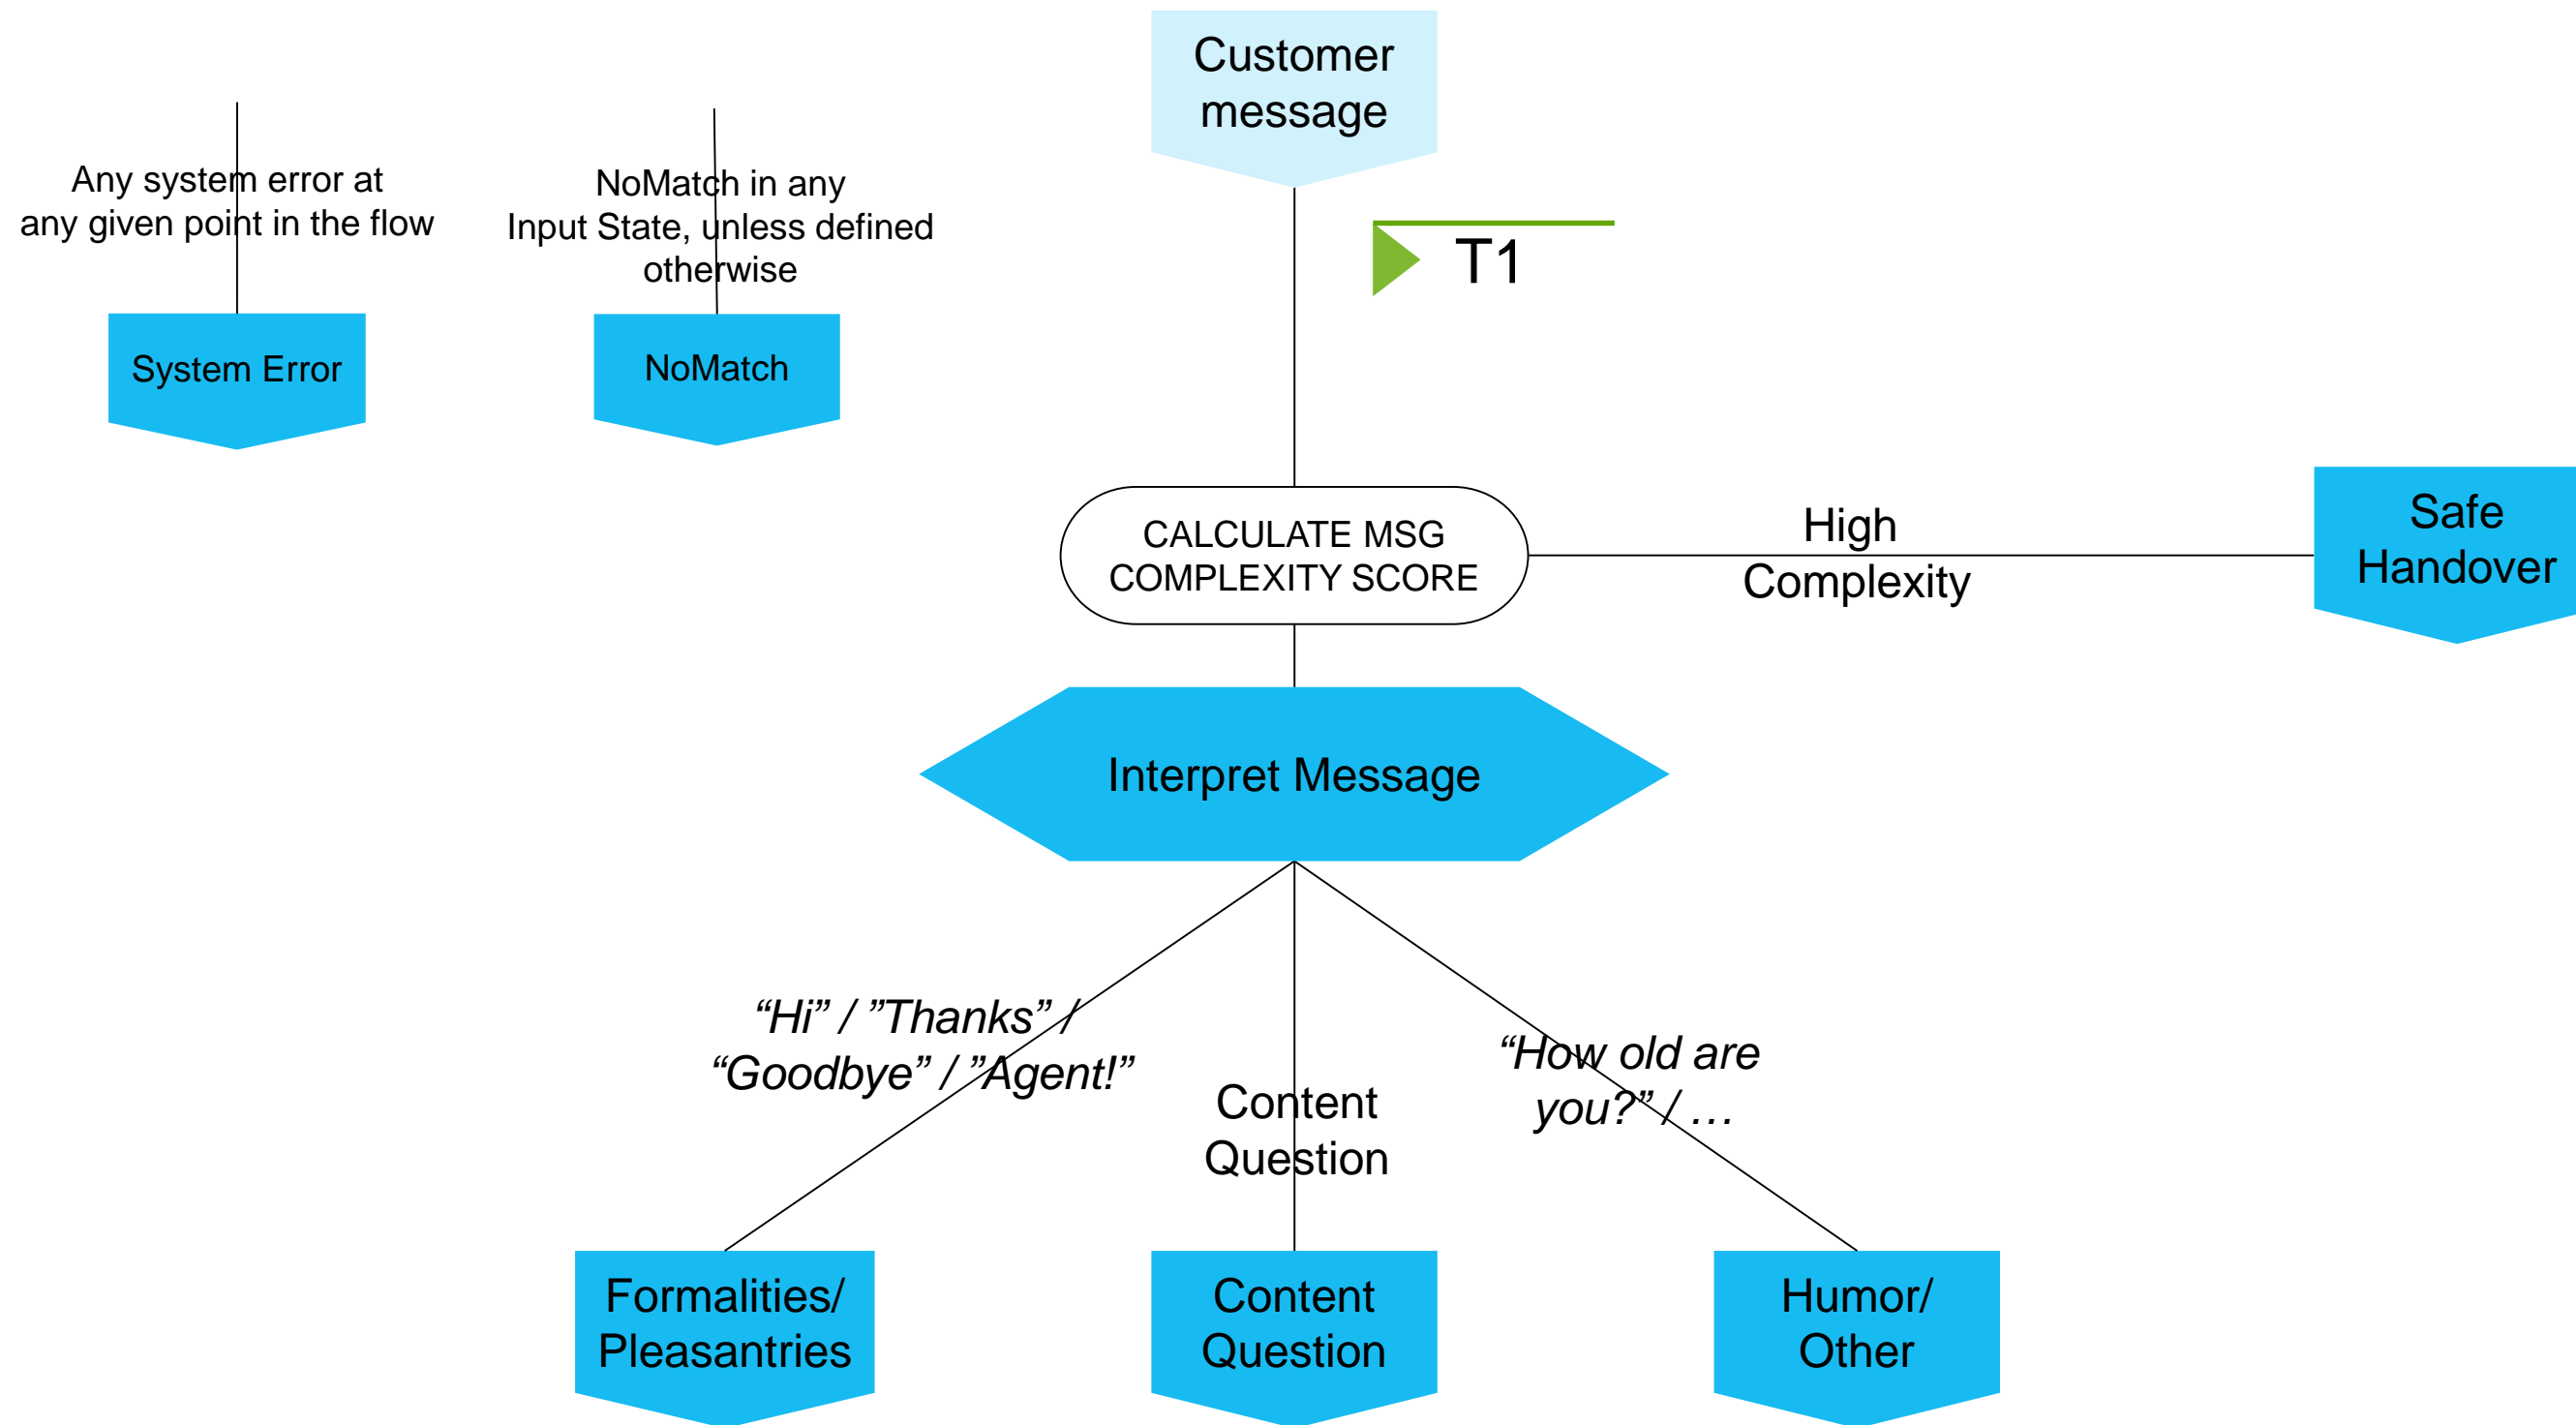 Customer
message
Any system error at
any given point in the flow
NoMatch in any
Input State, unless defined
otherwise
T1
System Error
NoMatch
CALCULATE MSG
COMPLEXITY SCORE
High
Complexity
Safe
Handover
Interpret Message
“Hi” / ”Thanks” /
“Goodbye” / ”Agent!”
Content
Question
“How old are
you?” / …
Formalities/
Pleasantries
Content
Question
Humor/
Other